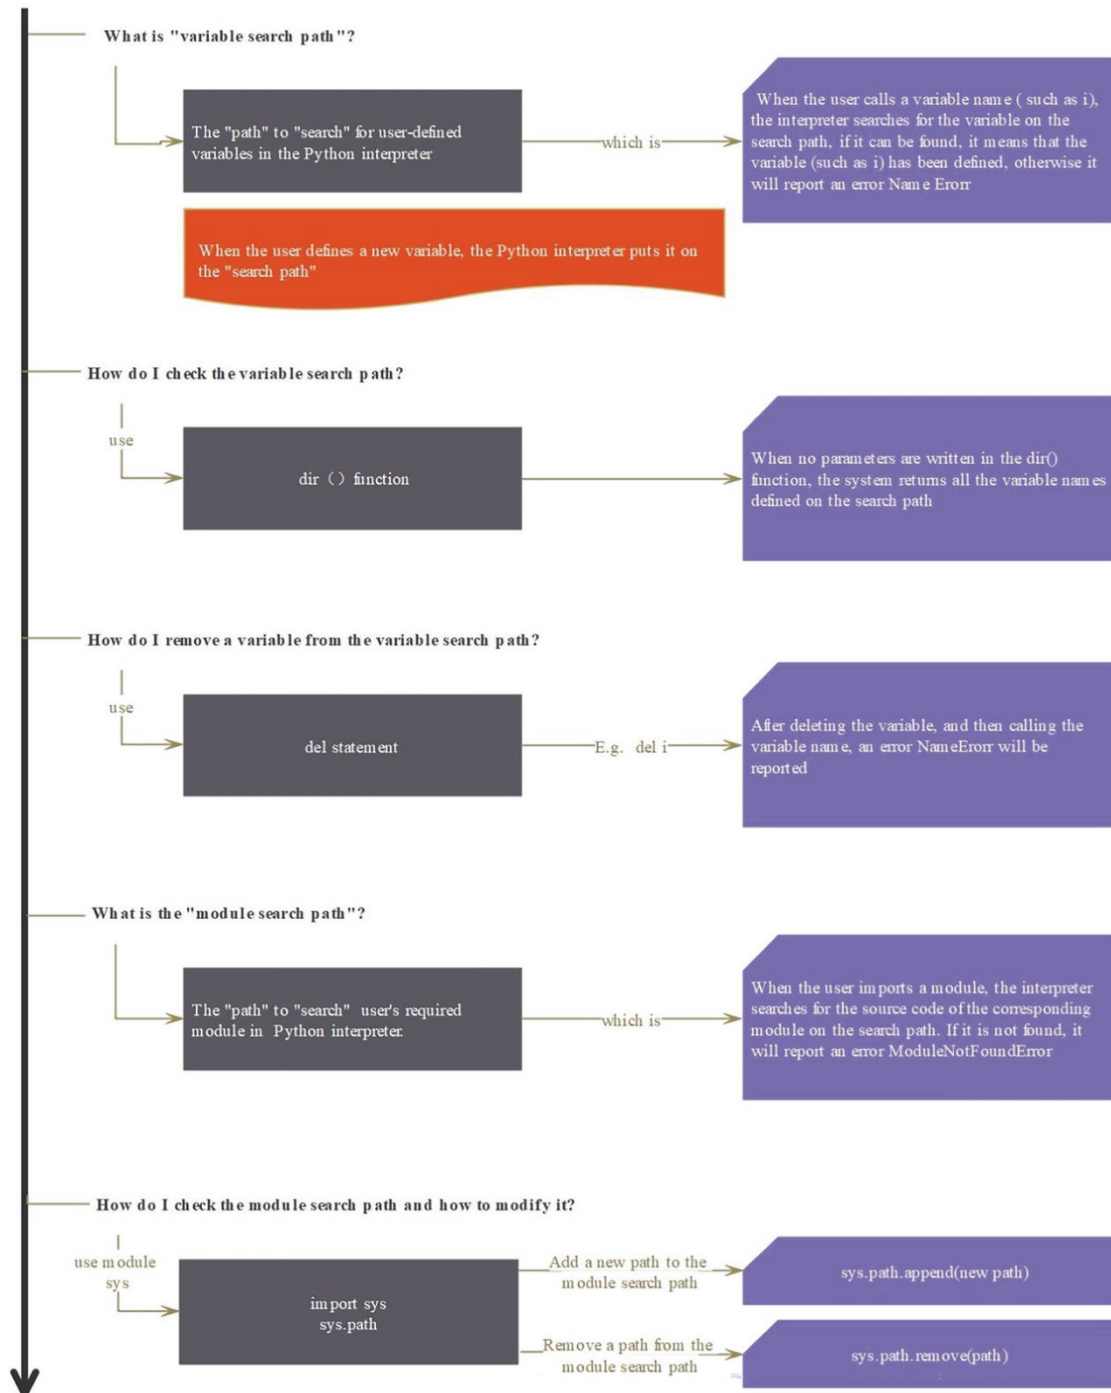 What is "variable search path"?
The "path" to "search" for user-defined
variables in the Python interpreter
which is
When the user calls a variable name ( such as i),
the interpreter searches for the variable on the
search path, if it can be found, it means that the
variable (such as i) has been defined, otherwise it
will report an error Name Erorr
When the user defines a new variable, the Python interpreter puts it on
the "search path"
How do I check the variable search path?
use
dir () function
When no parameters are written in the dir()
function, the system returns all the variable names
defined on the search path
How do I remove a variable from the variable search path?
use
del statement
E.g. del i
After deleting the variable, and then calling the
variable name, an error NameErorr will be
reported
What is the "module search path"?
The "path" to "search" user's required
module in Python interpreter.
which is
When the user imports a module, the interpreter
searches for the source code of the corresponding
module on the search path. If it is not found, it
will report an error ModuleNotFoundError
How do I check the module search path and how to modify it?
use module
sys
import sys
sys.path
Add a new path to the
module search path
sys.path.append(new path)
Remove a path from the
module search path
sys.path.remove(path)